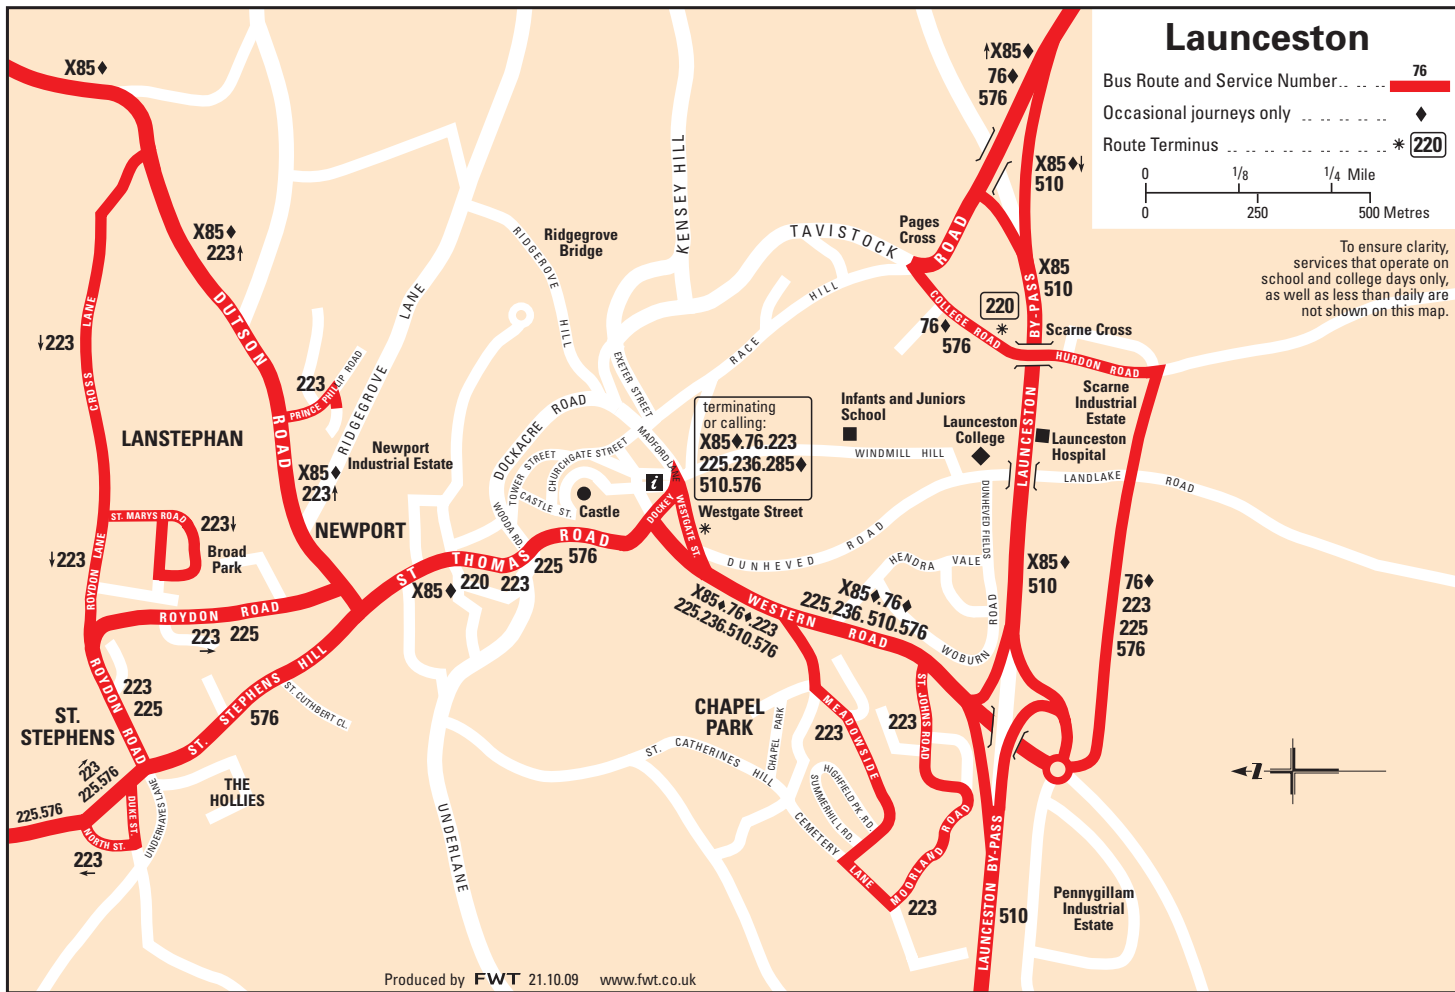 Launceston
Bus Route and Service Number
76
Occasional journeys only ♦
Route Terminus * 220
0 1/8 1/4 Mile
0 250 500 Metres
To ensure clarity,
services that operate on
school and college days only,
as well as less than daily are
not shown on this map.
X85♦
↑X85♦
76♦
576
X85♦↓
510
Pages
Cross
ROAD
TAVISTOCK
KENSEY HILL
Ridgegrove
Bridge
RIDGEGROVE
HILL
X85♦
223↑
X85
510
BY-PASS
220
*
Scarne Cross
COLLEGE ROAD
76♦
576
HURDON ROAD
Scarne
Industrial
Estate
RACE
HILL
DUTSON
ROAD
RIDGEGROVE
LANE
↓223
CROSS
LANE
223
PRINCE PHILLIP ROAD
LANSTEPHAN
Newport
Industrial Estate
X85♦
223↑
NEWPORT
EXETER STREET
MADFORD LANE
DOCKACRE ROAD
TOWER STREET
CHURCHGATE STREET
CASTLE ST.
WOODA RD.
Castle
i
terminating
or calling:
X85♦.76.223
225.236.285♦
510.576
Westgate Street
*
DOCKEY
WESTGATE ST.
Infants and Juniors
School
Launceston
College
Launceston
Hospital
WINDMILL HILL
LAUNCESTON
LANDLAKE ROAD
DUNHEVED ROAD
DUNHEVED FIELDS
HENDRA VALE
WOBURN
ROAD
ST. MARYS ROAD
223↓
Broad
Park
↓223
ROYDON LANE
ROYDON ROAD
223
→
225
ST THOMAS ROAD
X85♦
220
223
225
576
X85♦.76♦.223
225.236.510.576
WESTERN ROAD
X85♦.76♦
225.236.510.576
X85♦
510
76♦
223
225
576
ROYDON ROAD
223
225
ST.
STEPHENS
ST. STEPHENS HILL
576
ST. CUTHBERT CL.
→
223
225.576
225.576
THE
HOLLIES
DUKE ST.
NORTH ST.
223
←
UNDERHAYES LANE
UNDERLANE
CHAPEL
PARK
CHAPEL PARK
ST. CATHERINES HILL
HIGHFIELD PK. RD.
SUMMERHILL RD.
CEMETERY
LANE
MEADOWSIDE
223
ST. JOHNS ROAD
223
MOORLAND ROAD
223
LAUNCESTON BY-PASS
510
Pennygillam
Industrial
Estate
N
Produced by FWT 21.10.09 www.fwt.co.uk